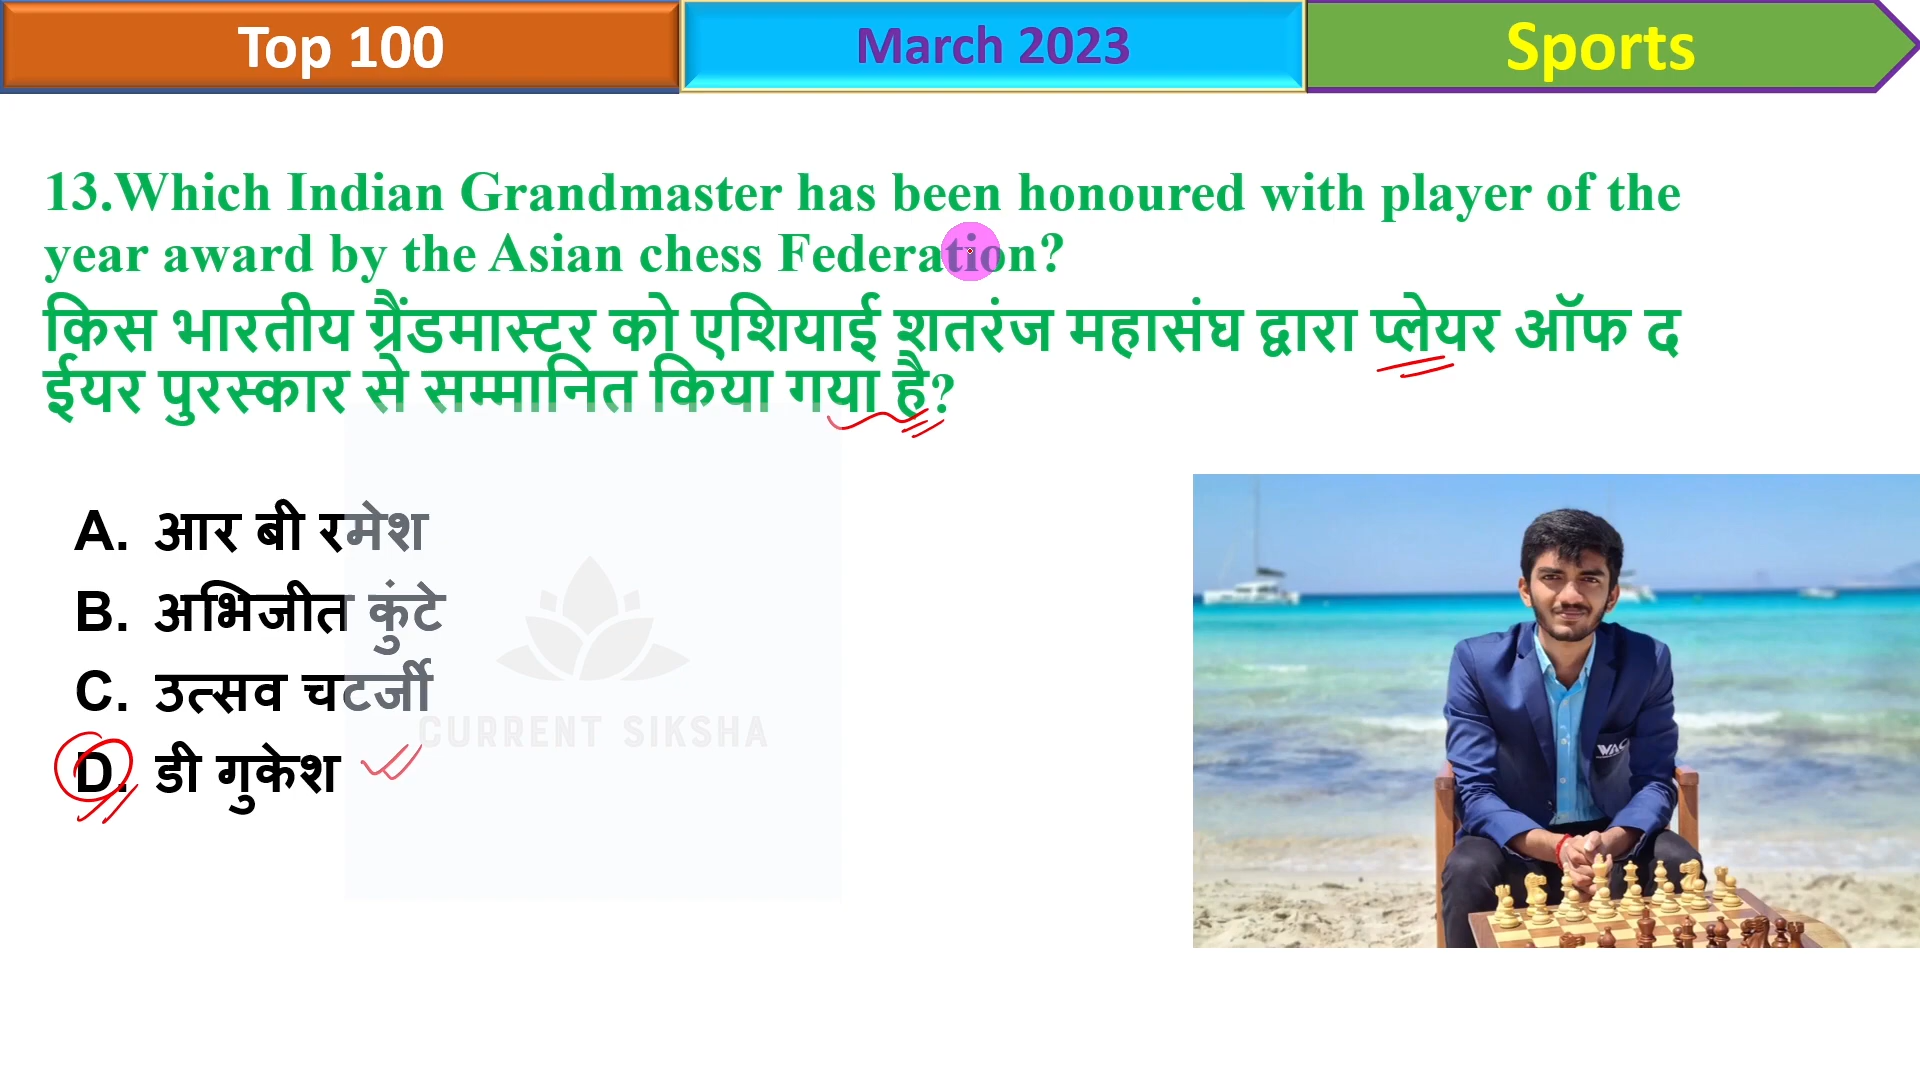 Top 100
March 2023
Sports
13.Which Indian Grandmaster has been honoured with player of the
year award by the Asian chess Federation?
किस भारतीय ग्रैंडमास्टर को एशियाई शतरंज महासंघ द्वारा प्लेयर ऑफ द
ईयर पुरस्कार से सम्मानित किया गया है?
A. आर बी रमेश
B. अभिजीत कुंटे
C. उत्सव चटर्जी
D. डी गुकेश
CURRENT SIKSHA
WACA